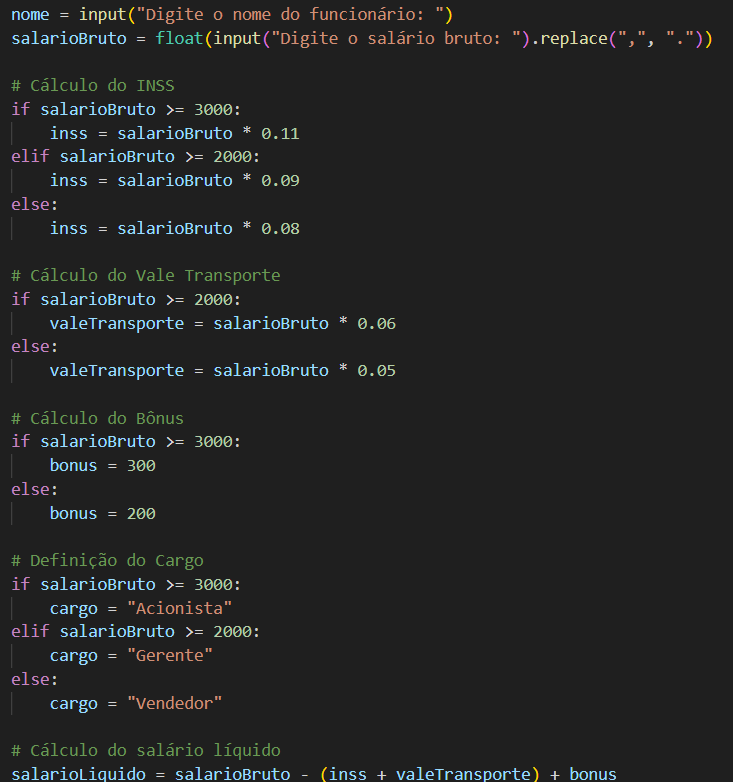 nome = input("Digite o nome do funcionário: ")
salarioBruto = float(input("Digite o salário bruto: ").replace(",", "."))

# Cálculo do INSS
if salarioBruto >= 3000:
    inss = salarioBruto * 0.11
elif salarioBruto >= 2000:
    inss = salarioBruto * 0.09
else:
    inss = salarioBruto * 0.08

# Cálculo do Vale Transporte
if salarioBruto >= 2000:
    valeTransporte = salarioBruto * 0.06
else:
    valeTransporte = salarioBruto * 0.05

# Cálculo do Bônus
if salarioBruto >= 3000:
    bonus = 300
else:
    bonus = 200

# Definição do Cargo
if salarioBruto >= 3000:
    cargo = "Acionista"
elif salarioBruto >= 2000:
    cargo = "Gerente"
else:
    cargo = "Vendedor"

# Cálculo do salário líquido
salarioLiquido = salarioBruto - (inss + valeTransporte) + bonus